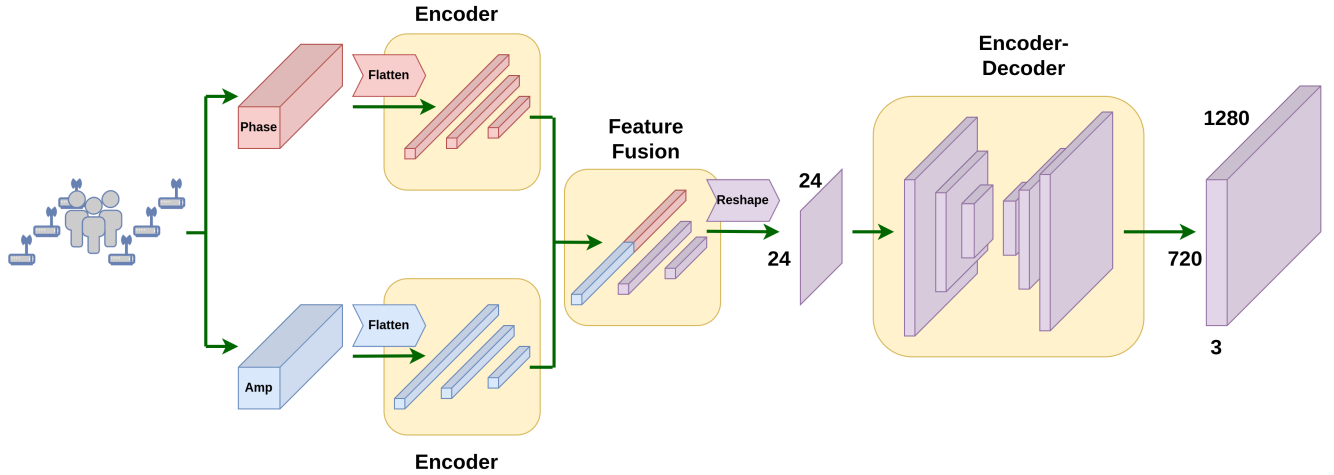 Encoder
Flatten
Phase
Feature
Fusion
Reshape
24
24
Encoder-
Decoder
1280
720
3
Flatten
Amp
Encoder